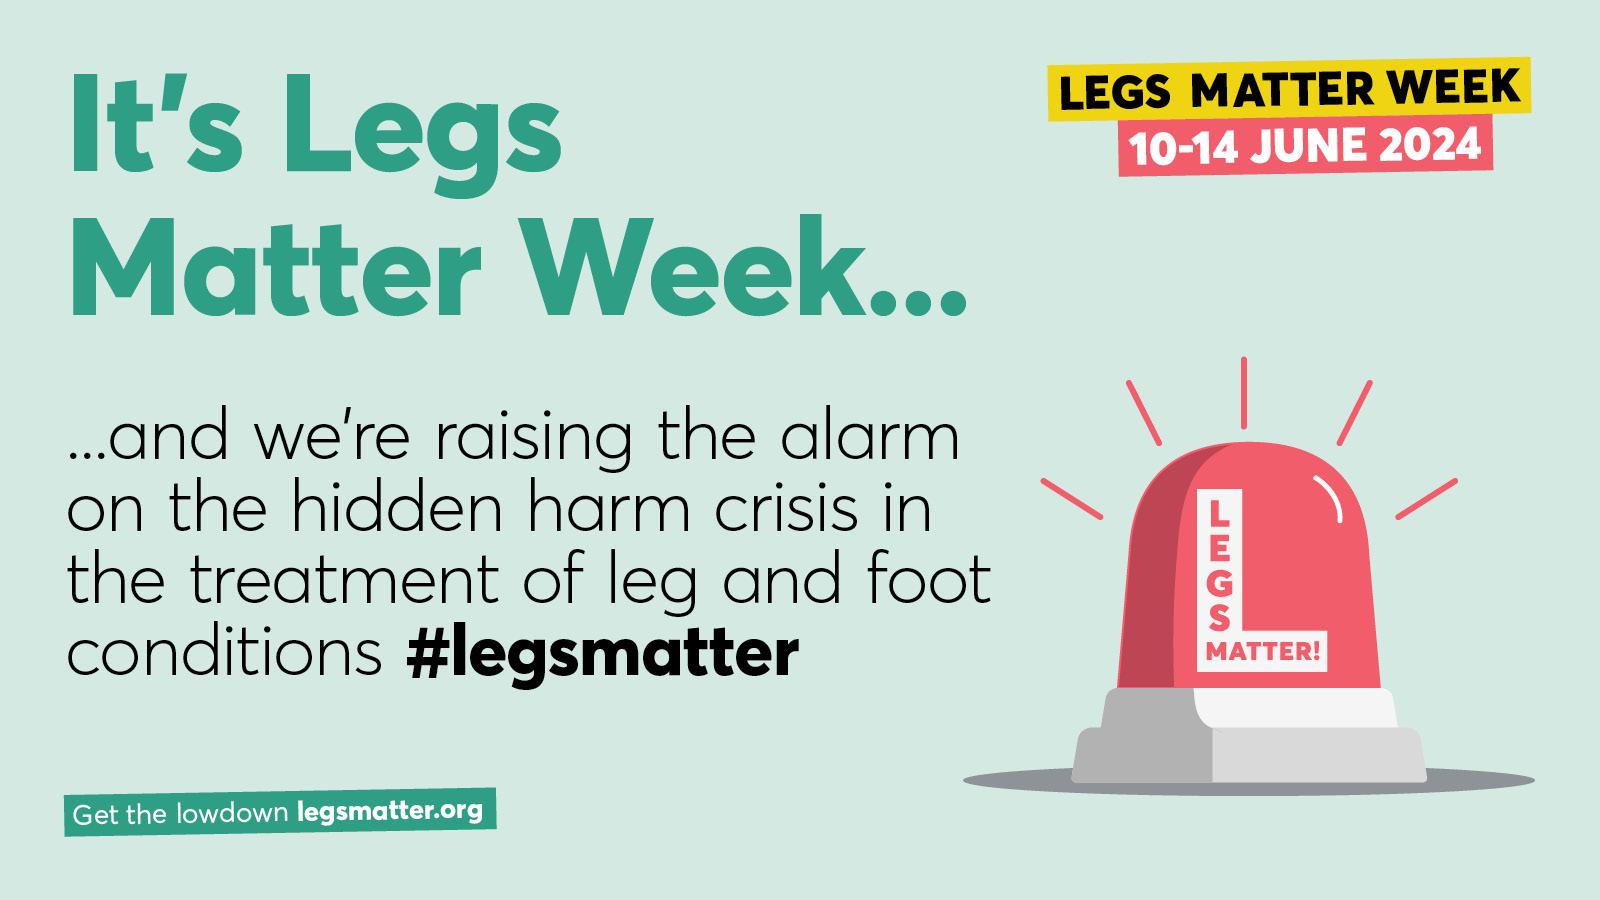 It's Legs
Matter Week...
LEGS MATTER WEEK
10-14 JUNE 2024
...and we're raising the alarm
on the hidden harm crisis in
the treatment of leg and foot
conditions #legsmatter
LEGS
MATTER!
Get the lowdown legsmatter.org